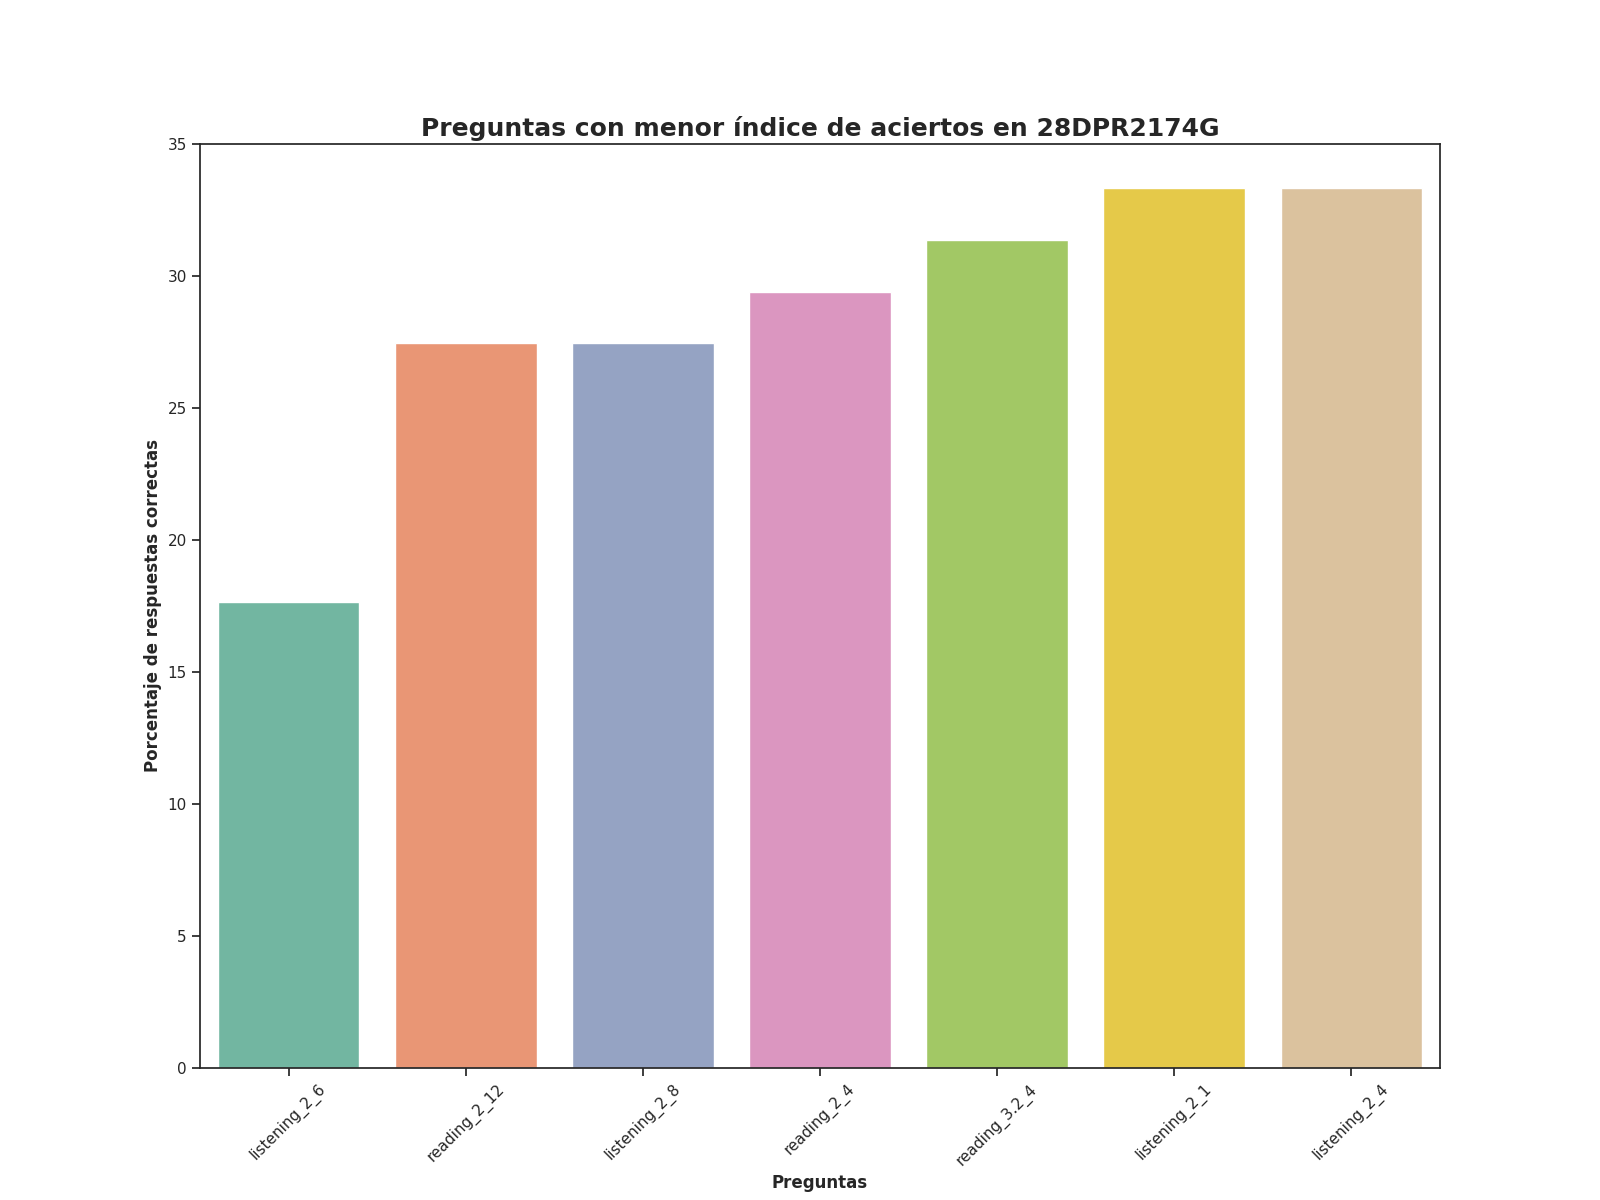 Preguntas con menor índice de aciertos en 28DPR2174G
Porcentaje de respuestas correctas
35
30
25
20
15
10
5
0
listening_2_6
reading_2_12
listening_2_8
reading_2_4
reading_3.2_4
listening_2_1
listening_2_4
Preguntas